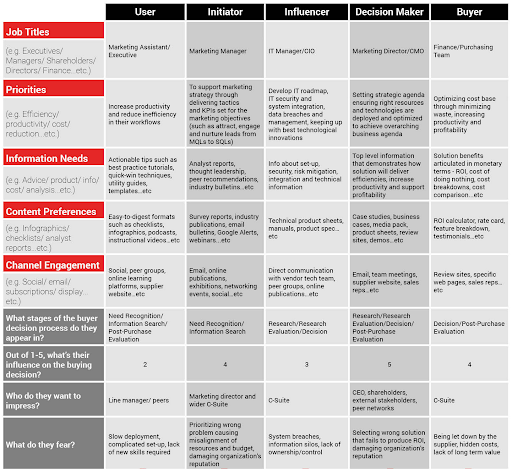 User Initiator Influencer Decision Maker Buyer
Job Titles
(e.g. Executives/
Managers/ Shareholders/
Directors/ Finance..etc.)
Marketing Assistant/
Executive
Marketing Manager
IT Manager/CIO
Marketing Director/CMO
Finance/Purchasing
Team
Priorities
(e.g. Efficiency/
productivity/ cost/
reduction...etc.)
Increase productivity
and reduce inefficiency
in their workflows
To support marketing
strategy through
delivering tactics
and KPIs set for the
marketing objectives
(such as attract, engage
and nurture leads from
MQLs to SQLs)
Develop IT roadmap,
IT security and
system integration,
data breaches and
management, keeping up
with best technological
innovations
Setting strategic agenda
ensuring right resources
and technologies are
deployed and optimized
to achieve overarching
business agenda
Optimizing cost base
through minimizing
waste, increasing
productivity and
profitability
Information Needs
(e.g. Advice/ product/ info/
cost/ analysis...etc)
Actionable tips such as
best practice tutorials,
quick-win techniques,
utility guides,
templates...etc
Analyst reports,
thought leadership,
peer recommendations,
industry bulletins...etc
Info about set-up,
security, risk mitigation,
integration and technical
information
Top level information
that demonstrates how
solution will deliver
efficiencies, increase
productivity and support
profitability
Solution benefits
articulated in monetary
terms - ROI, cost of
doing nothing, cost
breakdowns, cost
comparison...etc
Content Preferences
(e.g. Infographics/
checklists/ analyst
reports...etc)
Easy-to-digest formats
such as checklists,
infographics, podcasts,
instructional videos...etc
Survey reports, industry
publications, email
bulletins, Google Alerts,
webinars...etc
Technical product sheets,
manuals, product spec...
etc
Case studies, business
cases, media pack,
product sheets, review
sites, demos...etc
ROI calculator, rate card,
feature breakdown,
testimonials...etc
Channel Engagement
(e.g. Social/ email/
subscriptions/ display...
etc.)
Social, peer groups,
online learning
platforms, supplier
website...etc
Email, online
publications,
exhibitions, networking
events, social...etc
Direct communication
with vendor tech team,
peer groups, online
publications...etc
Email, team meetings,
supplier website, sales
reps...etc
Review sites, specific
web pages, sales reps...
etc
What stages of the buyer
decision process do they
appear in?
Need Recognition/
Information Search/
Post-Purchase
Evaluation
Need Recognition/
Information Search
Research/Research
Evaluation/Decision/
Post-Purchase
Evaluation
Research/Research
Evaluation/Decision/
Post-Purchase
Evaluation
Decision/Post-Purchase
Evaluation
Out of 1-5, what's their
influence on the buying
decision?
2 4 3 5 4
Who do they want to
impress?
Line manager/ peers
Marketing director and
wider C-Suite
C-Suite
CEO, shareholders,
external stakeholders,
peer networks
C-Suite
What do they fear?
Slow deployment,
complicated set-up, lack
of new skills required
Prioritizing wrong
problem causing
misalignment of
resources and budget,
damaging organization's
reputation
System breaches,
information silos, lack of
ownership/control
Selecting wrong solution
that fails to produce ROI,
damaging organization's
reputation
Being let down by the
supplier, hidden costs,
lack of long term value